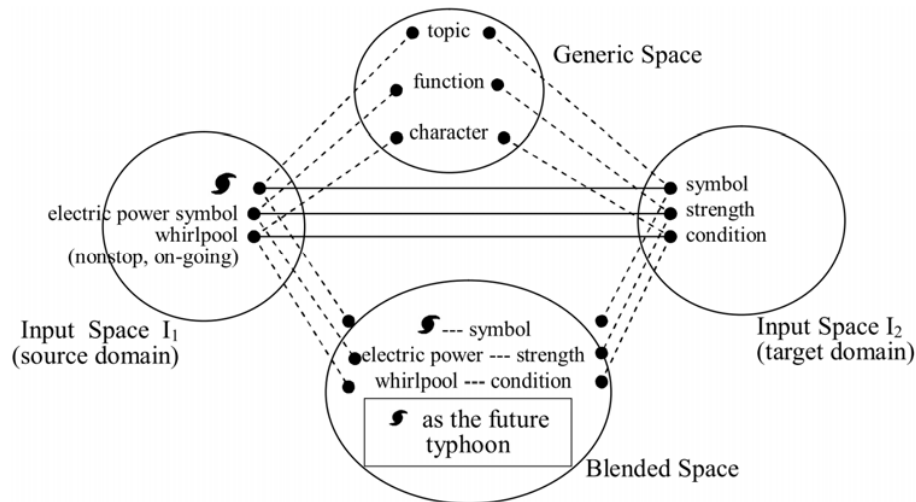 topic
Generic Space
function
character
symbol
electric power symbol
strength
whirlpool
condition
(nonstop, on-going)
Input Space I₁
(source domain)
Input Space I₂
(target domain)
--- symbol
electric power --- strength
whirlpool --- condition
as the future
typhoon
Blended Space